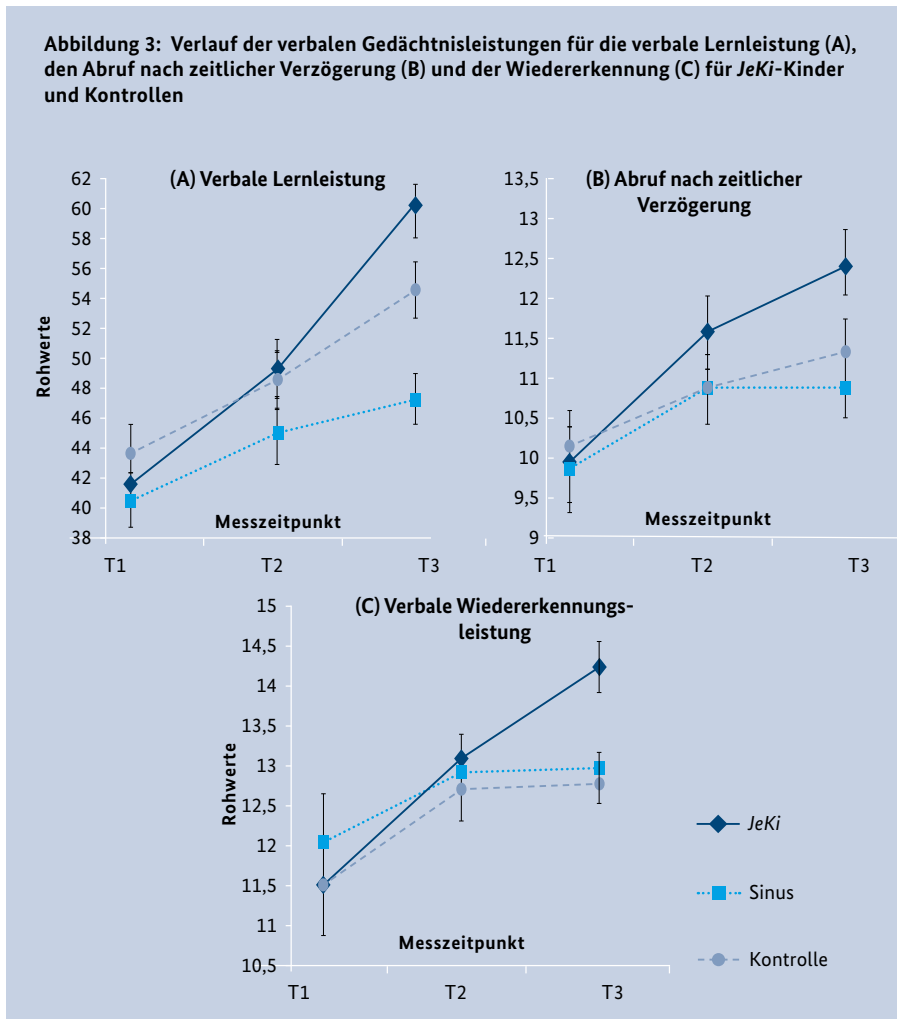 Abbildung 3: Verlauf der verbalen Gedächtnisleistungen für die verbale Lernleistung (A),
den Abruf nach zeitlicher Verzögerung (B) und der Wiedererkennung (C) für JeKi-Kinder
und Kontrollen
(A) Verbale Lernleistung
62
60
58
56
54
52
50
48
46
44
42
40
38
Rohwerte
Messzeitpunkt
T1 T2 T3
(B) Abruf nach zeitlicher
Verzögerung
13,5
13
12,5
12
11,5
11
10,5
10
9,5
9
Messzeitpunkt
T1 T2 T3
(C) Verbale Wiedererkennungs-
leistung
15
14,5
14
13,5
13
12,5
12
11,5
11
10,5
Rohwerte
Messzeitpunkt
T1 T2 T3
JeKi
Sinus
Kontrolle